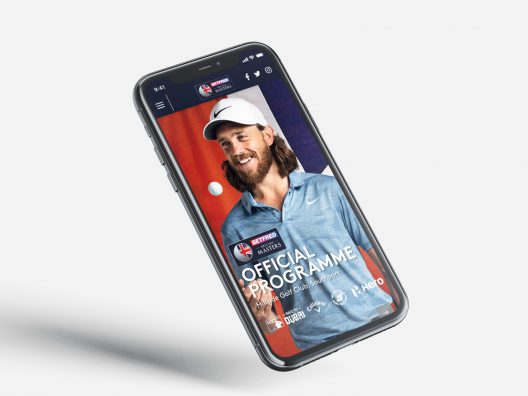 9:41
BETFRED
BRITISH
MASTERS
BETFRED
BRITISH
MASTERS
OFFICIAL
PROGRAMME
Hillside Golf Club, Southport
DUBAI
Callaway
Hero